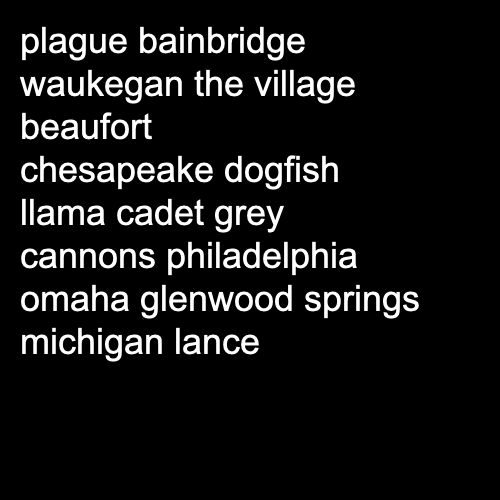 plague bainbridge
waukegan the village
beaufort
chesapeake dogfish
llama cadet grey
cannons philadelphia
omaha glenwood springs
michigan lance